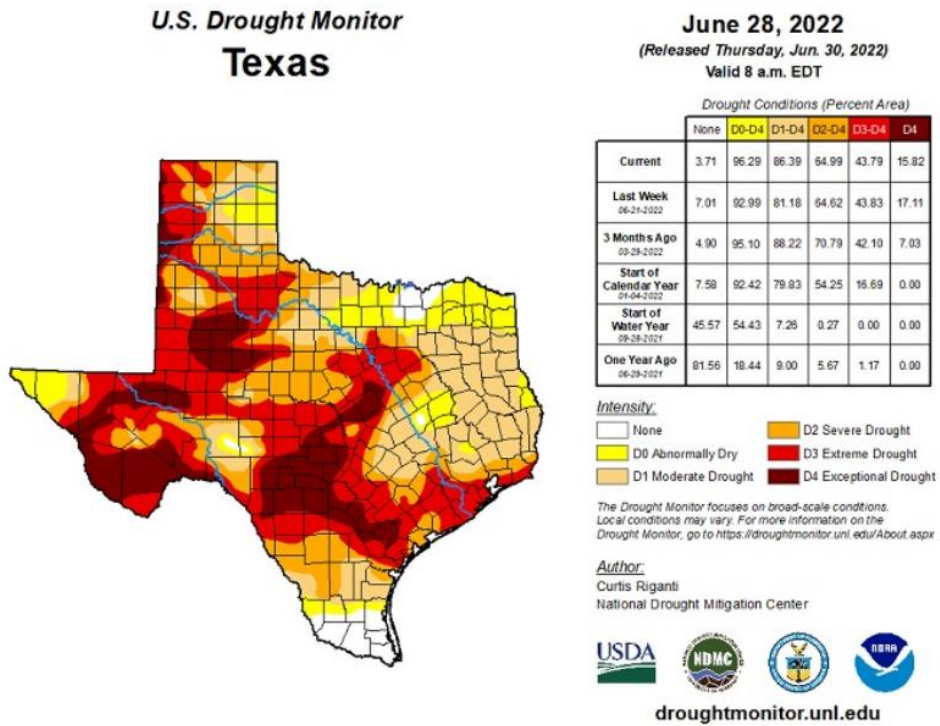 U.S. Drought Monitor
Texas
June 28, 2022
(Released Thursday, Jun. 30, 2022)
Valid 8 a.m. EDT
Drought Conditions (Percent Area)
None D0-D4 D1-D4 D2-D4 D3-D4 D4
Current 3.71 96.29 86.39 64.99 43.79 15.82
Last Week 7.01 92.99 81.18 64.62 43.83 17.11
06-21-2022
3 Months Ago 4.90 95.10 88.22 70.79 42.10 7.03
03-29-2022
Start of
Calendar Year 7.58 92.42 79.83 54.25 16.69 0.00
01-04-2022
Start of
Water Year 45.57 54.43 7.26 0.27 0.00 0.00
09-28-2021
One Year Ago 81.56 18.44 9.00 5.67 1.17 0.00
06-29-2021
Intensity:
None
D0 Abnormally Dry
D1 Moderate Drought
D2 Severe Drought
D3 Extreme Drought
D4 Exceptional Drought
The Drought Monitor focuses on broad-scale conditions.
Local conditions may vary. For more information on the
Drought Monitor, go to https://droughtmonitor.unl.edu/About.aspx
Author:
Curtis Riganti
National Drought Mitigation Center
USDA
NDMC
NOAA
droughtmonitor.unl.edu